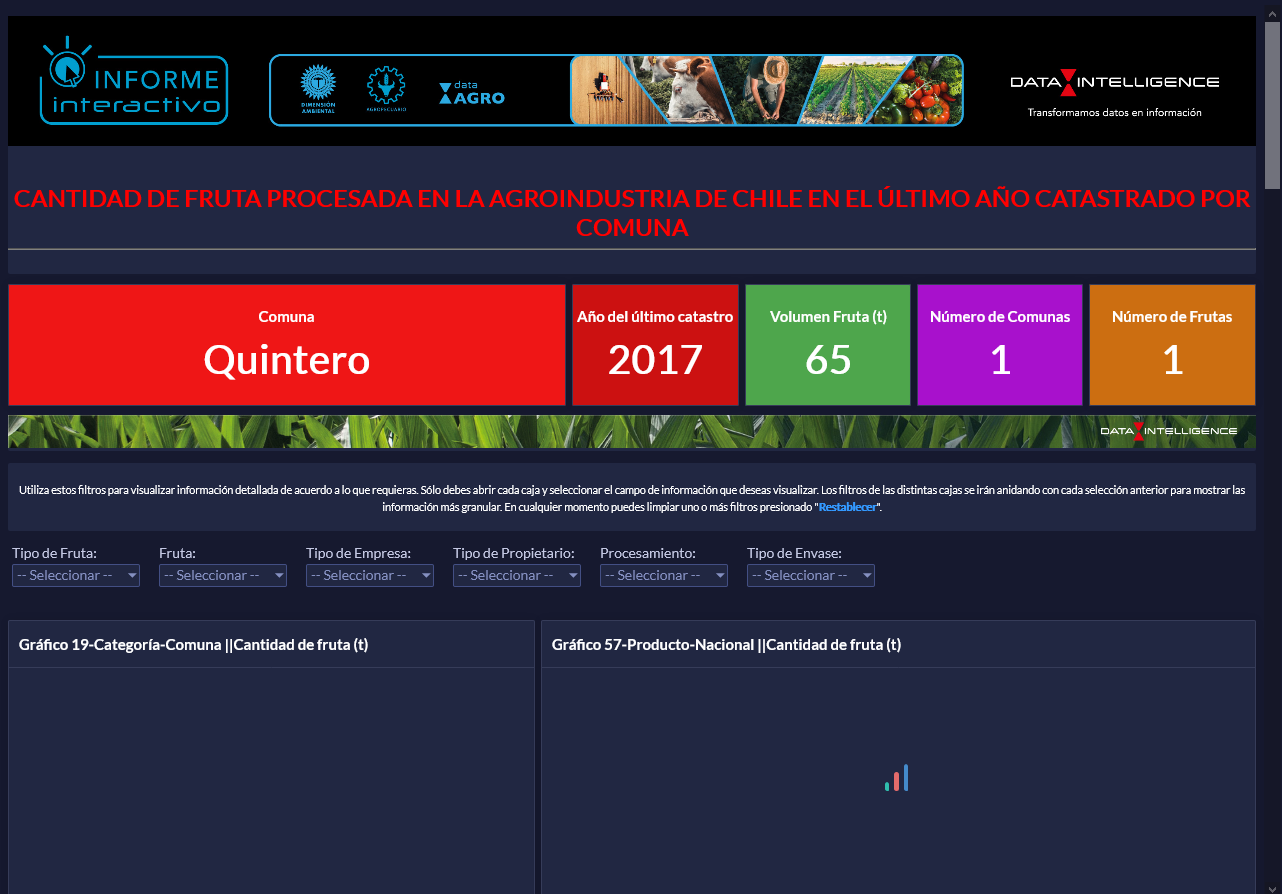 INFORME
interactivo
DIMENSIÓN
AMBIENTAL
AGROPECUARIO
data
AGRO
DATA INTELLIGENCE
Transformamos datos en información
CANTIDAD DE FRUTA PROCESADA EN LA AGROINDUSTRIA DE CHILE EN EL ÚLTIMO AÑO CATASTRADO POR
COMUNA
Comuna
Quintero
Año del último catastro
2017
Volumen Fruta (t)
65
Número de Comunas
1
Número de Frutas
1
DATA INTELLIGENCE
Utiliza estos filtros para visualizar información detallada de acuerdo a lo que requieras. Sólo debes abrir cada caja y seleccionar el campo de información que deseas visualizar. Los filtros de las distintas cajas se irán anidando con cada selección anterior para mostrar las
información más granular. En cualquier momento puedes limpiar uno o más filtros presionado "Restablecer".
Tipo de Fruta: Fruta: Tipo de Empresa: Tipo de Propietario: Procesamiento: Tipo de Envase:
-- Seleccionar -- -- Seleccionar -- -- Seleccionar -- -- Seleccionar -- -- Seleccionar -- -- Seleccionar --
Gráfico 19-Categoría-Comuna ||Cantidad de fruta (t)
Gráfico 57-Producto-Nacional ||Cantidad de fruta (t)